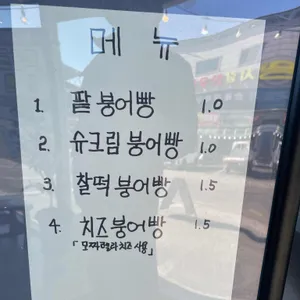 메뉴
1. 팥 붕어빵 1.0
2. 슈크림 붕어빵 1.0
3. 찰떡 붕어빵 1.5
4. 치즈붕어빵 1.5
「모짜렐라치즈 사용」